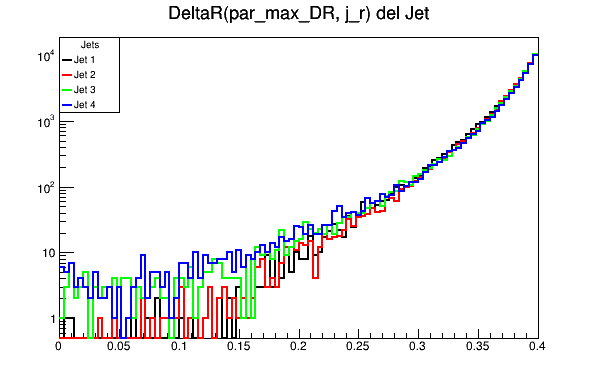 DeltaR(par_max_DR, j_r) del Jet
Jets
Jet 1
Jet 2
Jet 3
Jet 4
10^4
10^3
10^2
10
1
0 0.05 0.1 0.15 0.2 0.25 0.3 0.35 0.4